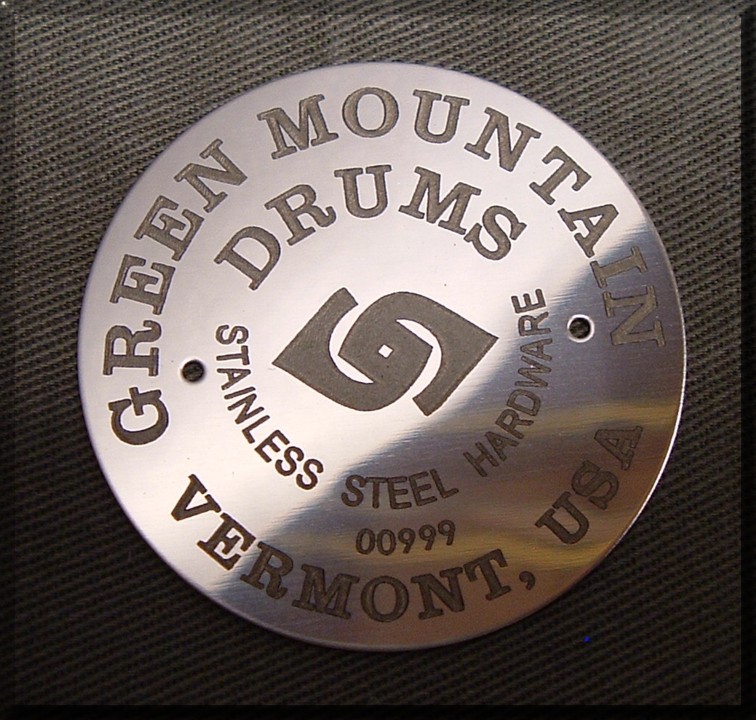 GREEN MOUNTAIN
DRUMS
STAINLESS STEEL HARDWARE
00999
VERMONT, USA